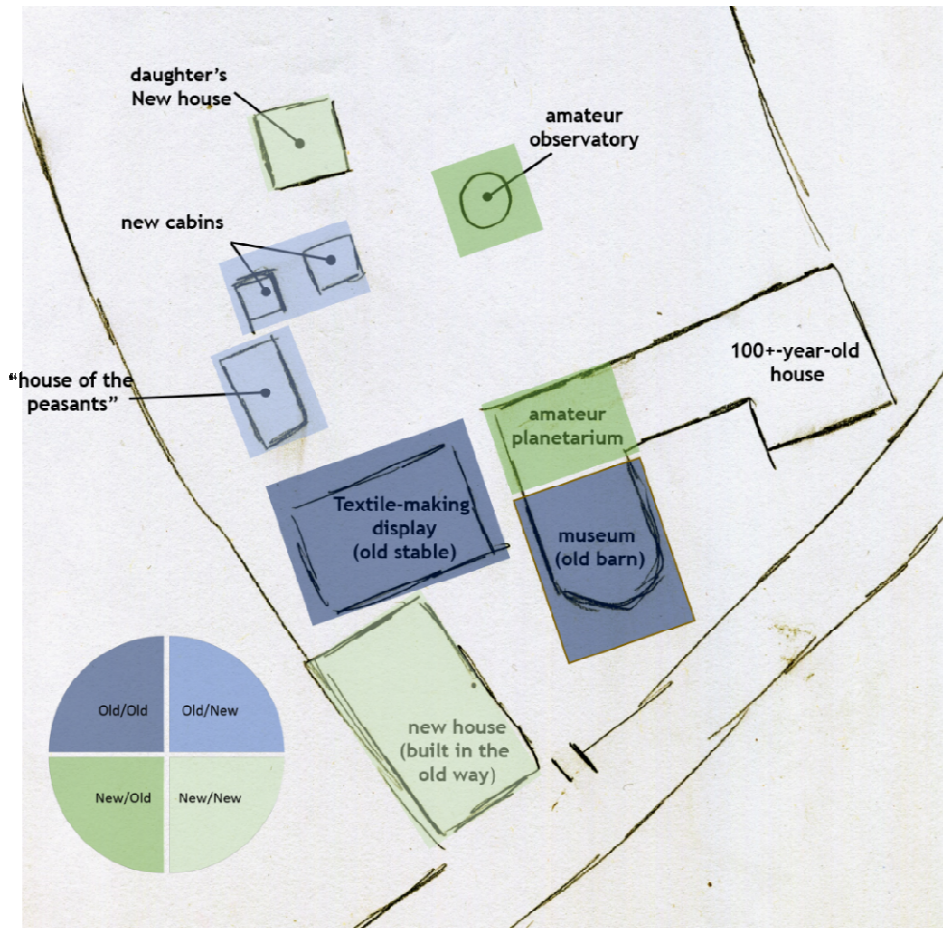 daughter's
New house
amateur
observatory
new cabins
100+-year-old
house
"house of the
peasants"
amateur
planetarium
Textile-making
display
(old stable)
museum
(old barn)
new house
(built in the
old way)
Old/Old
Old/New
New/Old
New/New